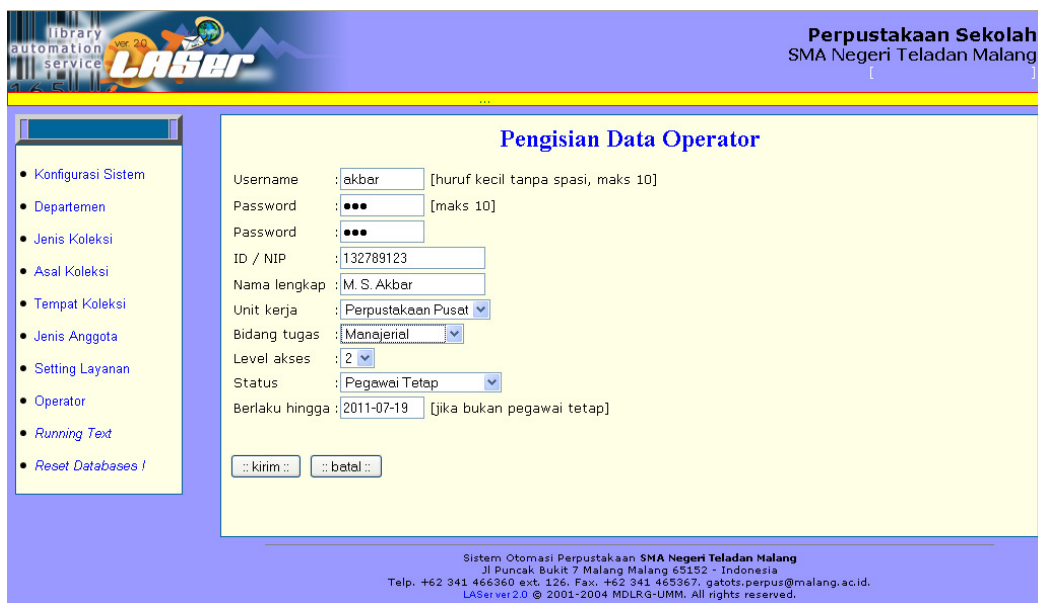 library
automation
service
ver. 2.0
LASer
165
Perpustakaan Sekolah
SMA Negeri Teladan Malang
[ ]
...
Konfigurasi Sistem
Departemen
Jenis Koleksi
Asal Koleksi
Tempat Koleksi
Jenis Anggota
Setting Layanan
Operator
Running Text
Reset Databases !
Pengisian Data Operator
Username : akbar [huruf kecil tanpa spasi, maks 10]
Password : ●●● [maks 10]
Password : ●●●
ID / NIP : 132789123
Nama lengkap : M. S. Akbar
Unit kerja : Perpustakaan Pusat
Bidang tugas : Manajerial
Level akses : 2
Status : Pegawai Tetap
Berlaku hingga : 2011-07-19 [jika bukan pegawai tetap]
:: kirim :: :: batal ::
Sistem Otomasi Perpustakaan SMA Negeri Teladan Malang
Jl Puncak Bukit 7 Malang Malang 65152 - Indonesia
Telp. +62 341 466360 ext. 126. Fax. +62 341 465367. gatots.perpus@malang.ac.id.
LASer ver 2.0 @ 2001-2004 MDLRG-UMM. All rights reserved.